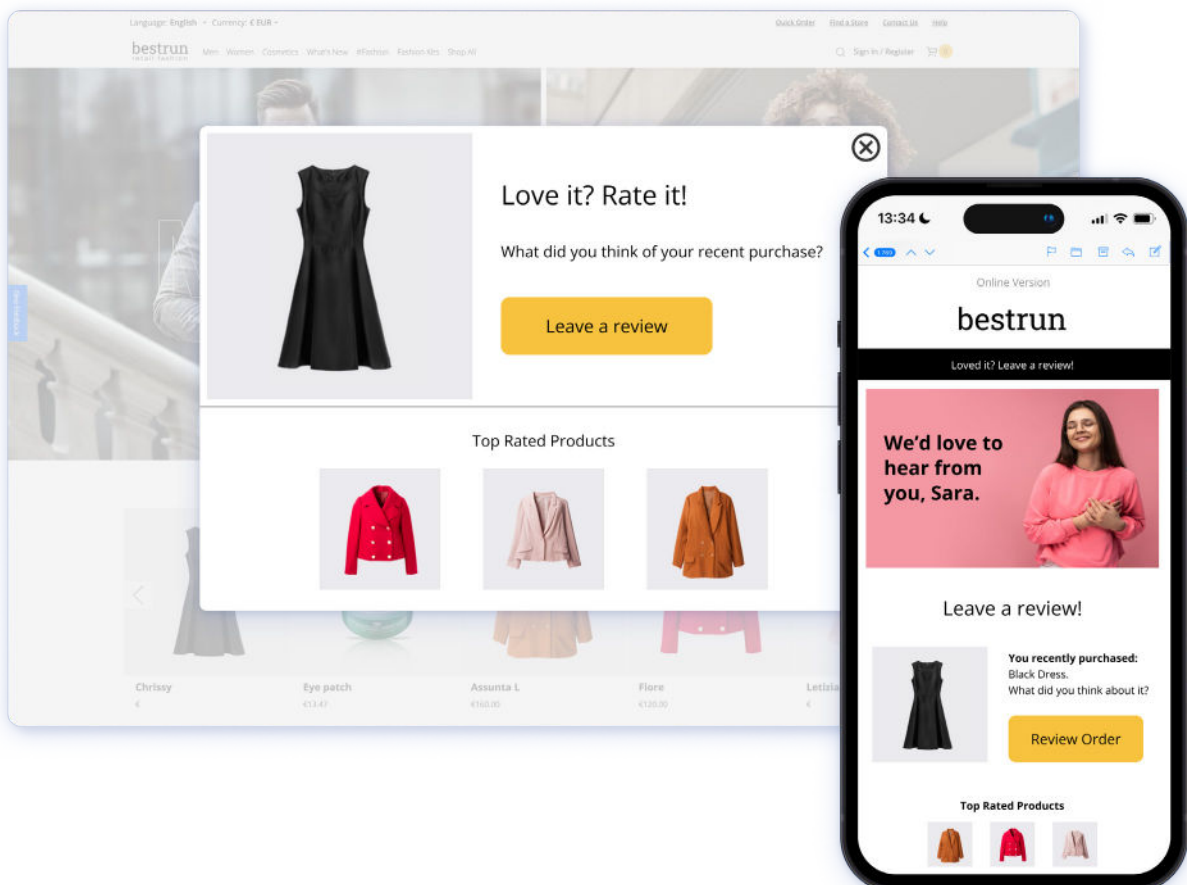 Language: English Currency: € EUR
Quick Order Find a Store Contact Us Help
bestrun
retail fashion
Men Women Cosmetics What's New #Fashion Fashion Kits Shop All
Sign In / Register
Love it? Rate it!
What did you think of your recent purchase?
Leave a review
Top Rated Products
Chrissy
€
Eye patch
€13.47
Assunta L
€160.00
Fiore
€120.00
Letizia
€
13:34
Online Version
bestrun
Loved it? Leave a review!
We'd love to
hear from
you, Sara.
Leave a review!
You recently purchased:
Black Dress.
What did you think about it?
Review Order
Top Rated Products